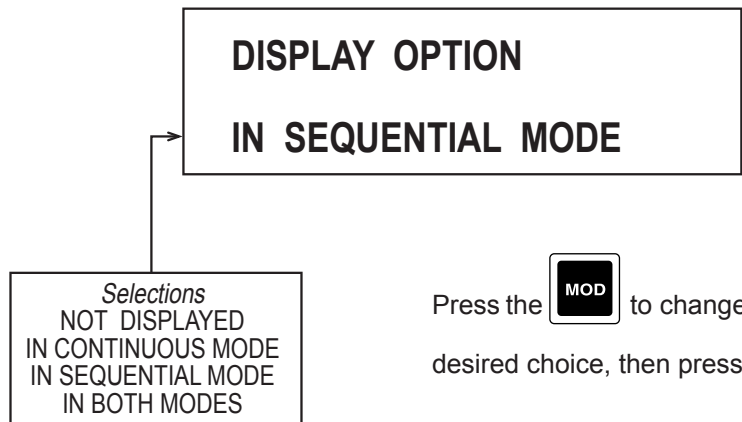 DISPLAY OPTION
IN SEQUENTIAL MODE
Selections
NOT DISPLAYED
IN CONTINUOUS MODE
IN SEQUENTIAL MODE
IN BOTH MODES
Press the MOD to change
desired choice, then press